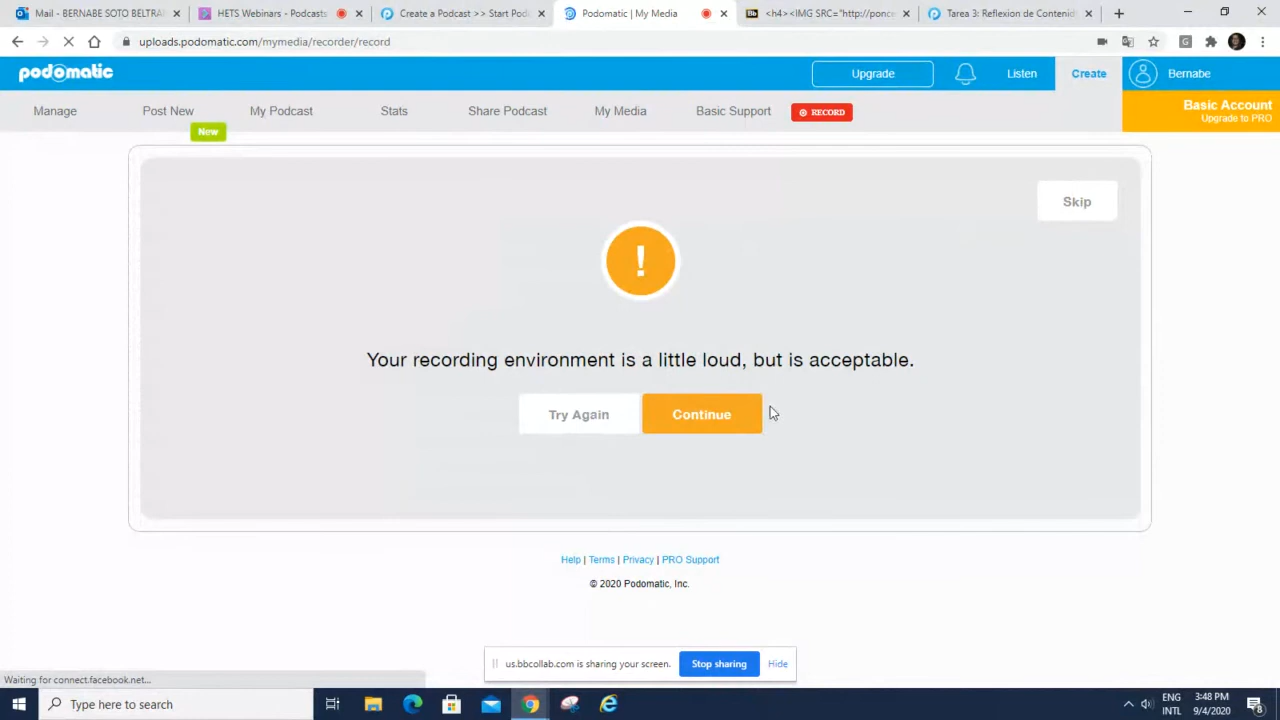 Mail - BERNABE SOTO BELTRAN
HETS Webinars - Podcasts
Create a Podcast >> Start Pod
Podomatic | My Media
Bb <h4><IMG SRC="http://ponce
Tarea 3: Reflexion de Contenid
uploads.podomatic.com/mymedia/recorder/record
podomatic
Upgrade
Listen
Create
Bernabe
Manage
Post New
My Podcast
Stats
Share Podcast
My Media
Basic Support
RECORD
Basic Account
Upgrade to PRO
New
Skip
!
Your recording environment is a little loud, but is acceptable.
Try Again
Continue
Help | Terms | Privacy | PRO Support
© 2020 Podomatic, Inc.
us.bbcollab.com is sharing your screen.
Stop sharing
Hide
Waiting for connect.facebook.net...
Type here to search
ENG
INTL
3:48 PM
9/4/2020
8